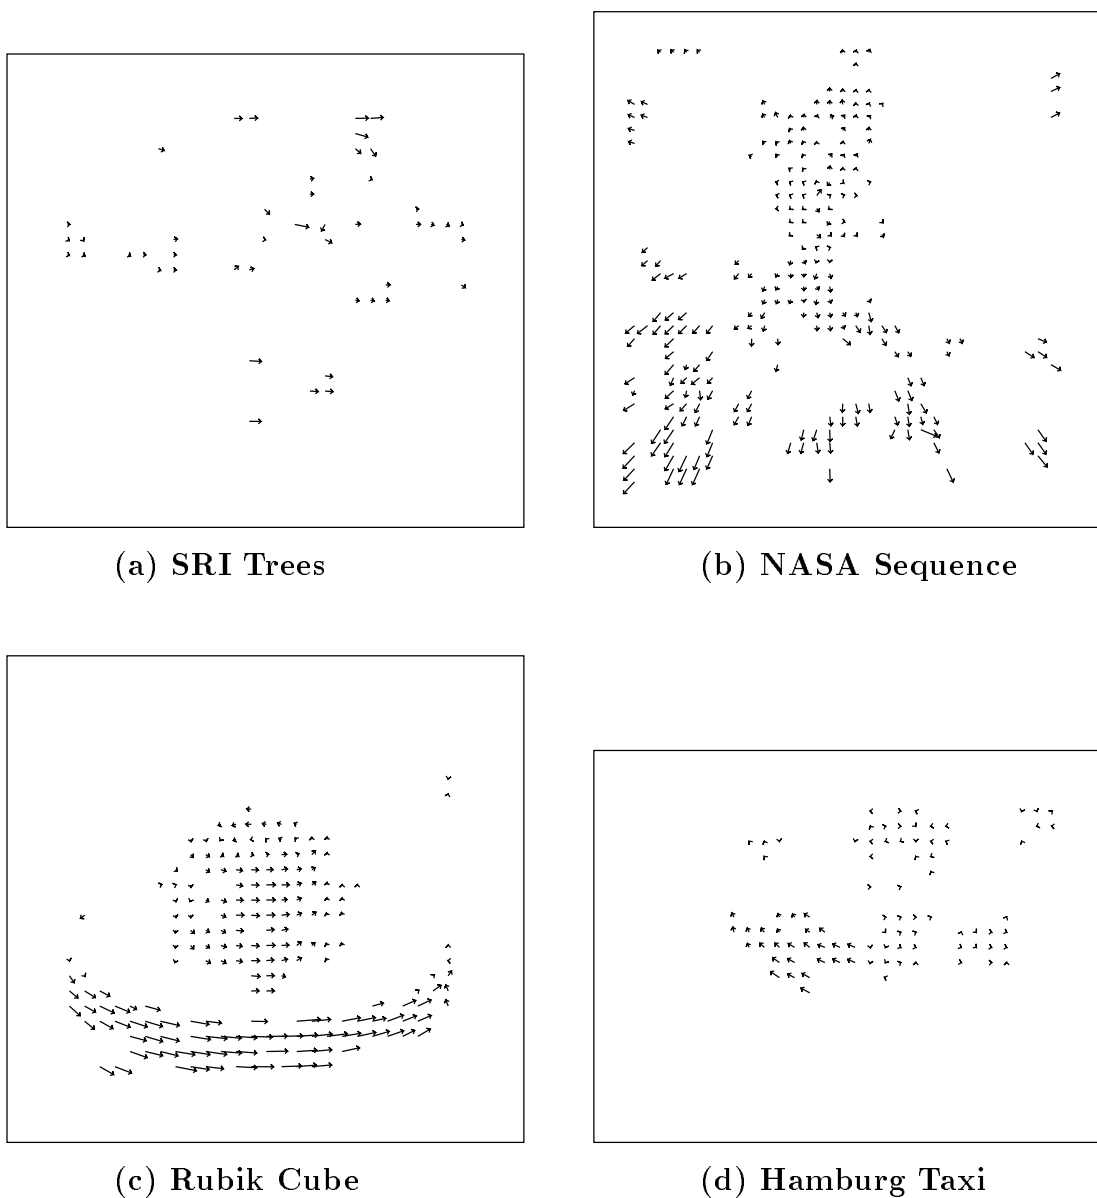 (a) SRI Trees
(b) NASA Sequence
(c) Rubik Cube
(d) Hamburg Taxi